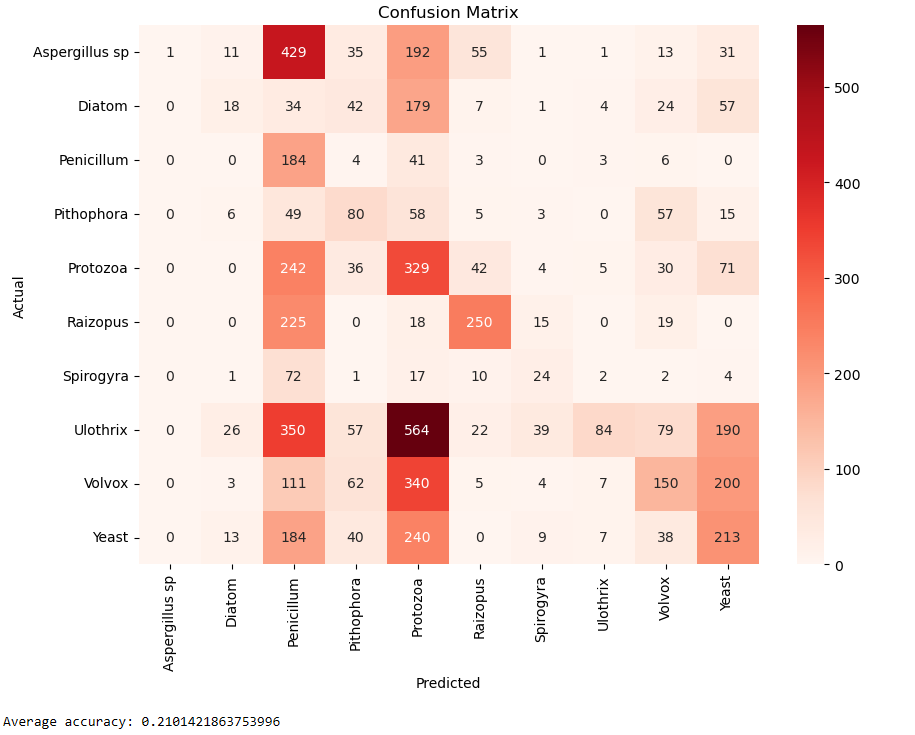 Confusion Matrix
Aspergillus sp 1 11 429 35 192 55 1 1 13 31
Diatom 0 18 34 42 179 7 1 4 24 57
Penicillum 0 0 184 4 41 3 0 3 6 0
Pithophora 0 6 49 80 58 5 3 0 57 15
Protozoa 0 0 242 36 329 42 4 5 30 71
Raizopus 0 0 225 0 18 250 15 0 19 0
Spirogyra 0 1 72 1 17 10 24 2 2 4
Ulothrix 0 26 350 57 564 22 39 84 79 190
Volvox 0 3 111 62 340 5 4 7 150 200
Yeast 0 13 184 40 240 0 9 7 38 213
Actual
Aspergillus sp
Diatom
Penicillum
Pithophora
Protozoa
Raizopus
Spirogyra
Ulothrix
Volvox
Yeast
Predicted
500
400
300
200
100
0
Average accuracy: 0.2101421863753996